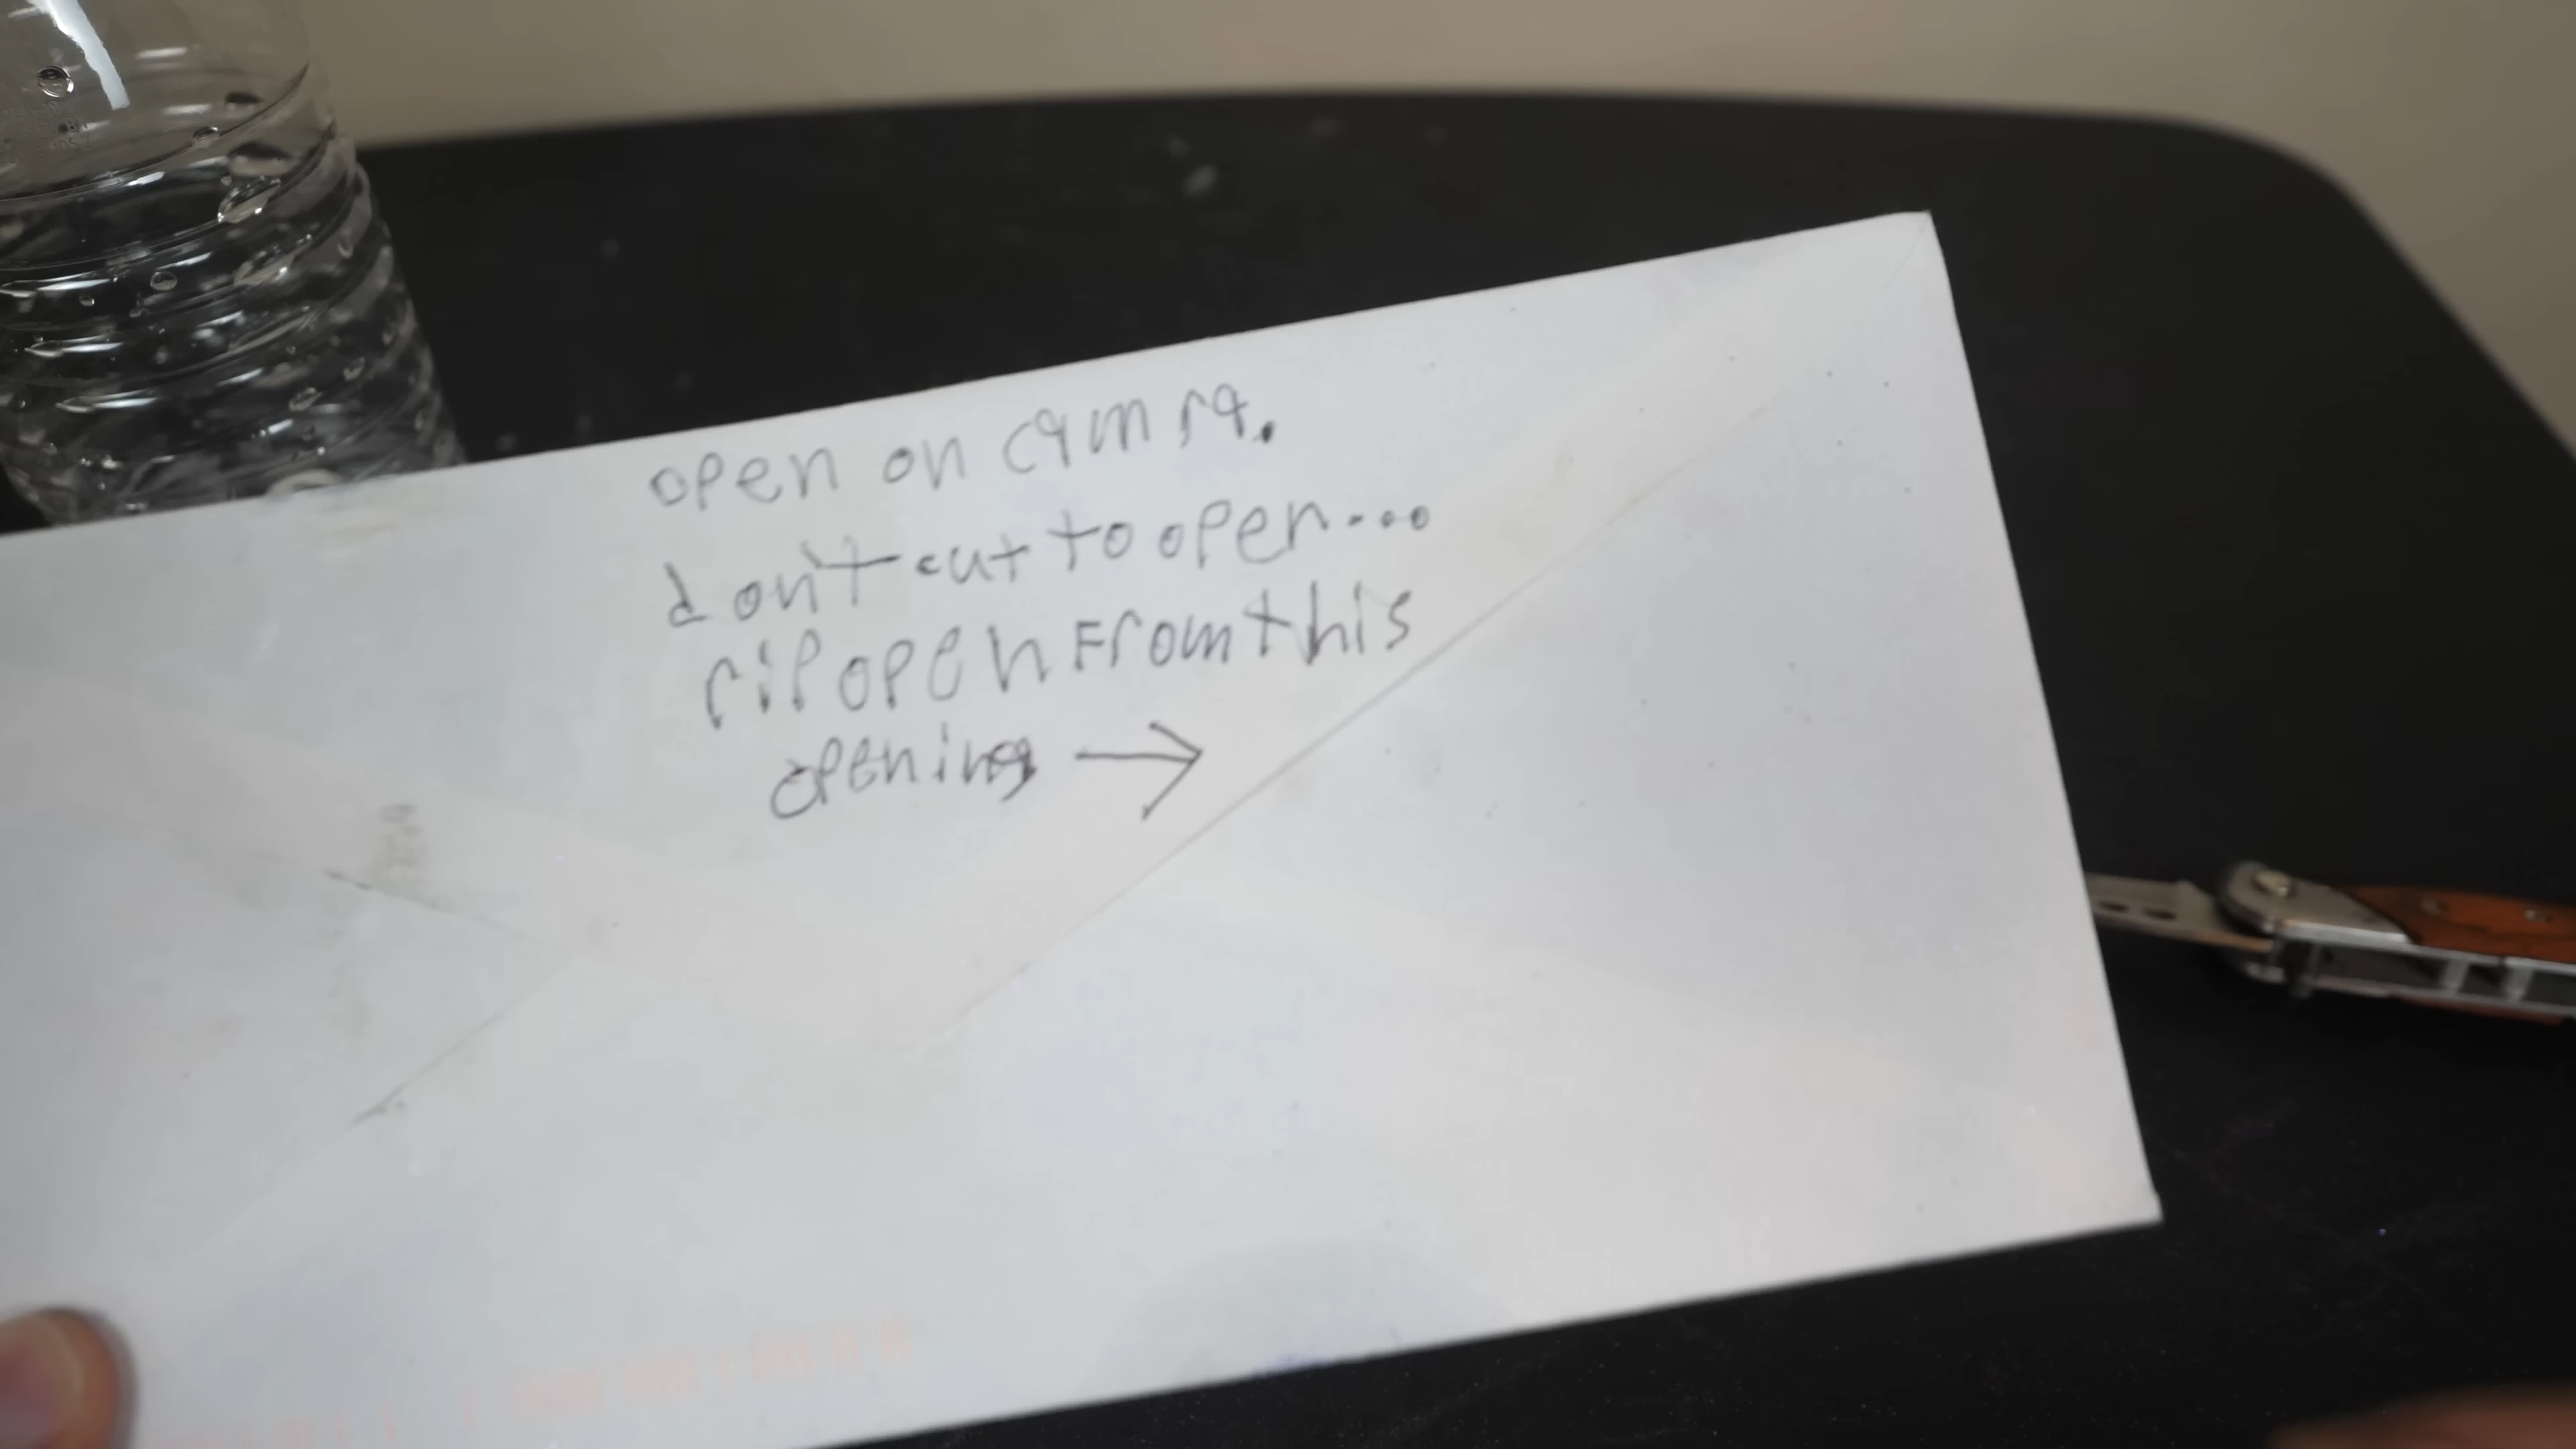 open on camra.
don't cut to open...
rip open From this
opening →